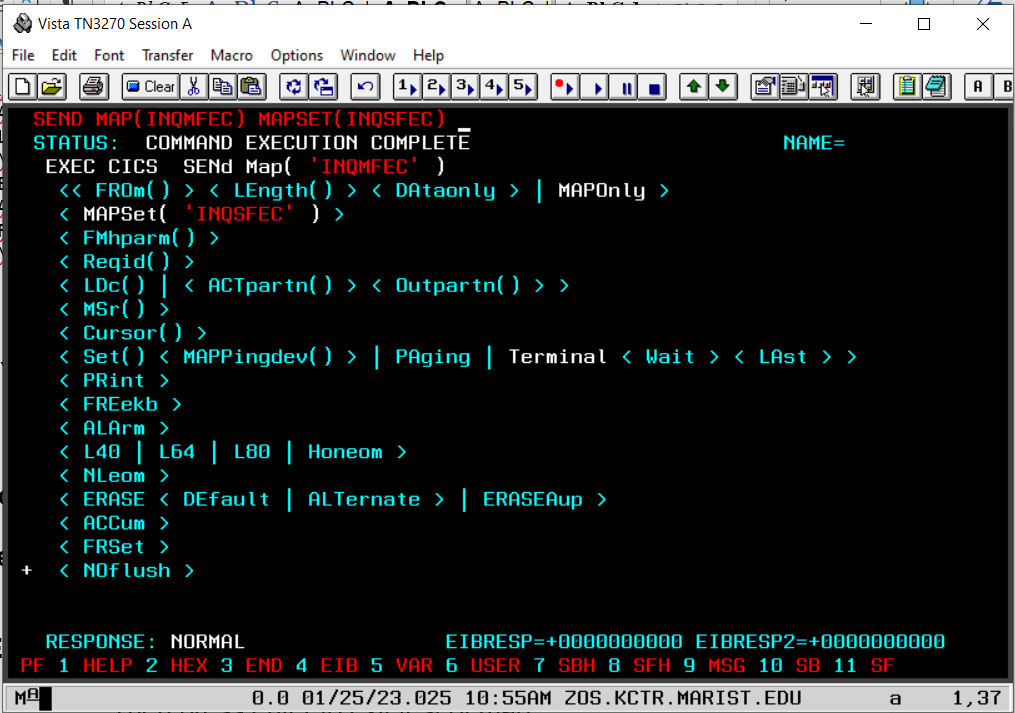 Vista TN3270 Session A
File Edit Font Transfer Macro Options Window Help
Clear 1 2 3 4 5 A B
SEND MAP(INQMFEC) MAPSET(INQSFEC)
STATUS: COMMAND EXECUTION COMPLETE NAME=
EXEC CICS SENd Map( 'INQMFEC' )
<< FROm() > < LEngth() > < DAtaonly > | MAPOnly >
< MAPSet( 'INQSFEC' ) >
< FMhparm() >
< Reqid() >
< LDc() | < ACTpartn() > < Outpartn() > >
< MSr() >
< Cursor() >
< Set() < MAPPingdev() > | PAging | Terminal < Wait > < LAst > >
< PRint >
< FREekb >
< ALArm >
< L40 | L64 | L80 | Honeom >
< NLeom >
< ERASE < DEfault | ALTernate > | ERASEAup >
< ACCum >
< FRSet >
+ < NOflush >
RESPONSE: NORMAL EIBRESP=+0000000000 EIBRESP2=+0000000000
PF 1 HELP 2 HEX 3 END 4 EIB 5 VAR 6 USER 7 SBH 8 SFH 9 MSG 10 SB 11 SF
MA 0.0 01/25/23.025 10:55AM ZOS.KCTR.MARIST.EDU a 1,37